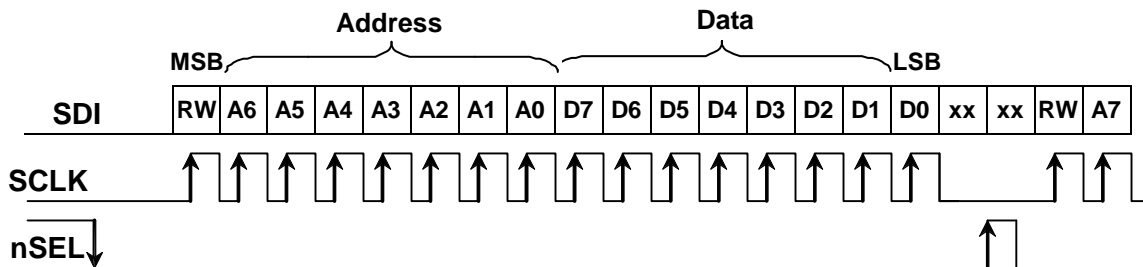 Address Data
MSB LSB
SDI RW A6 A5 A4 A3 A2 A1 A0 D7 D6 D5 D4 D3 D2 D1 D0 xx xx RW A7
SCLK
nSEL